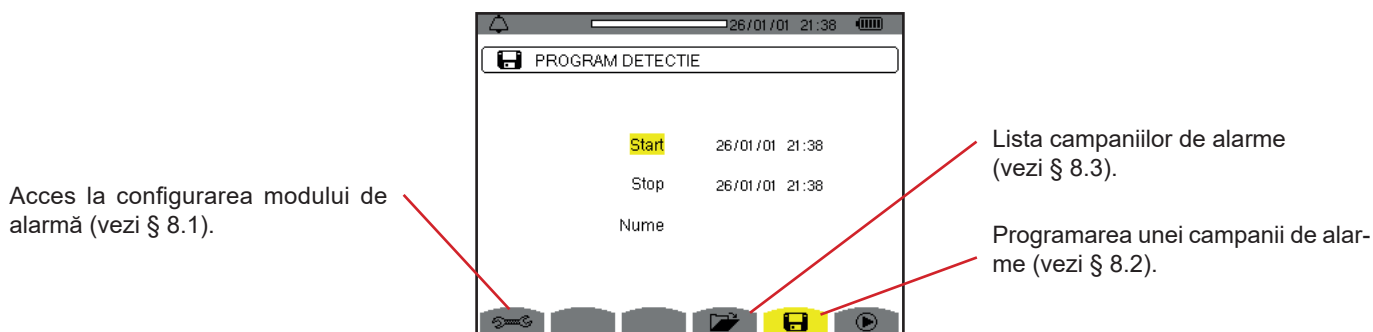 26/01/01 21:38
PROGRAM DETECTIE
Start 26/01/01 21:38
Stop 26/01/01 21:38
Nume
Acces la configurarea modului de
alarmă (vezi § 8.1).
Lista campaniilor de alarme
(vezi § 8.3).
Programarea unei campanii de alar-
me (vezi § 8.2).